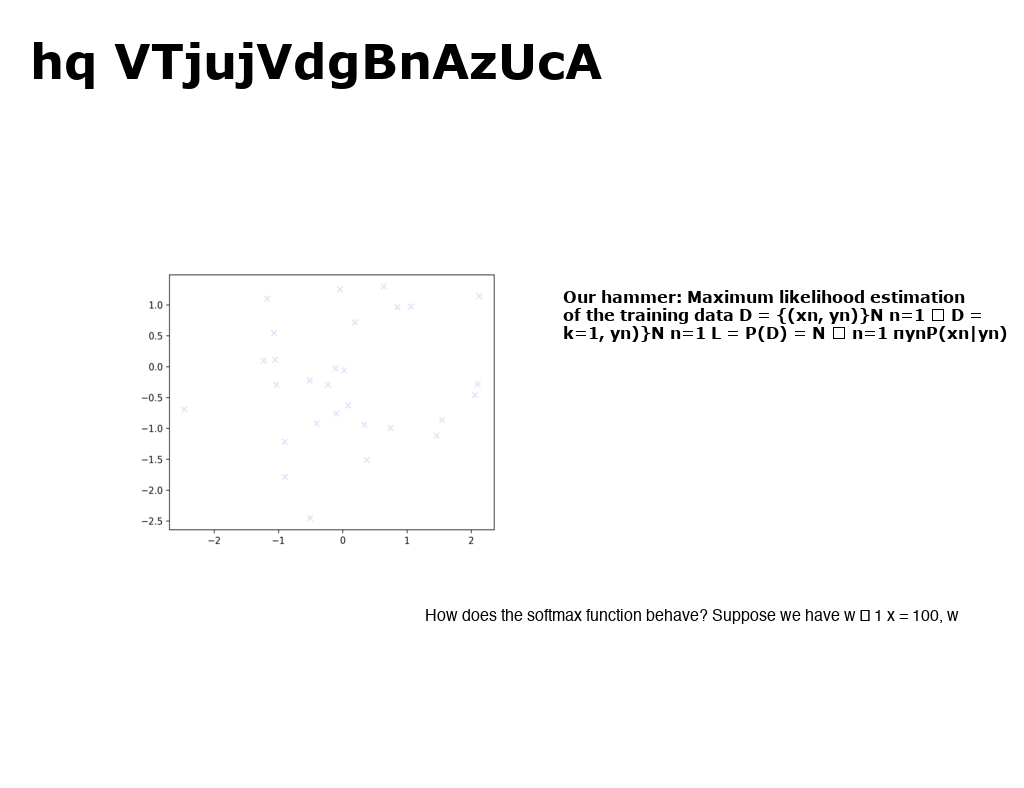 hq VTjujVdgBnAzUcA
1.0
0.5
0.0
−0.5
−1.0
−1.5
−2.0
−2.5
−2 −1 0 1 2
Our hammer: Maximum likelihood estimation
of the training data D = {(xn, yn)}N n=1 □ D =
k=1, yn)}N n=1 L = P(D) = N □ n=1 πynP(xn|yn)
How does the softmax function behave? Suppose we have w □ 1 x = 100, w